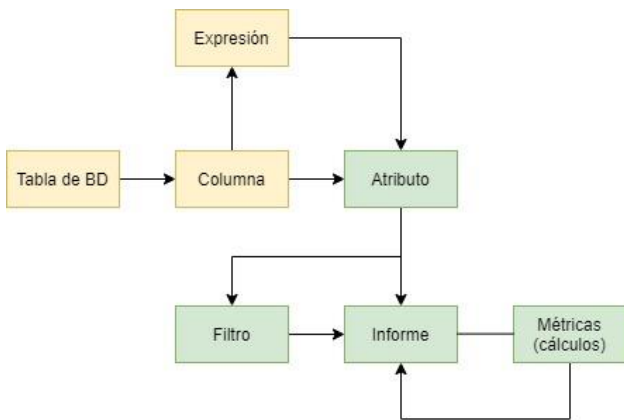 Expresión
Tabla de BD
Columna
Atributo
Filtro
Informe
Métricas
(cálculos)